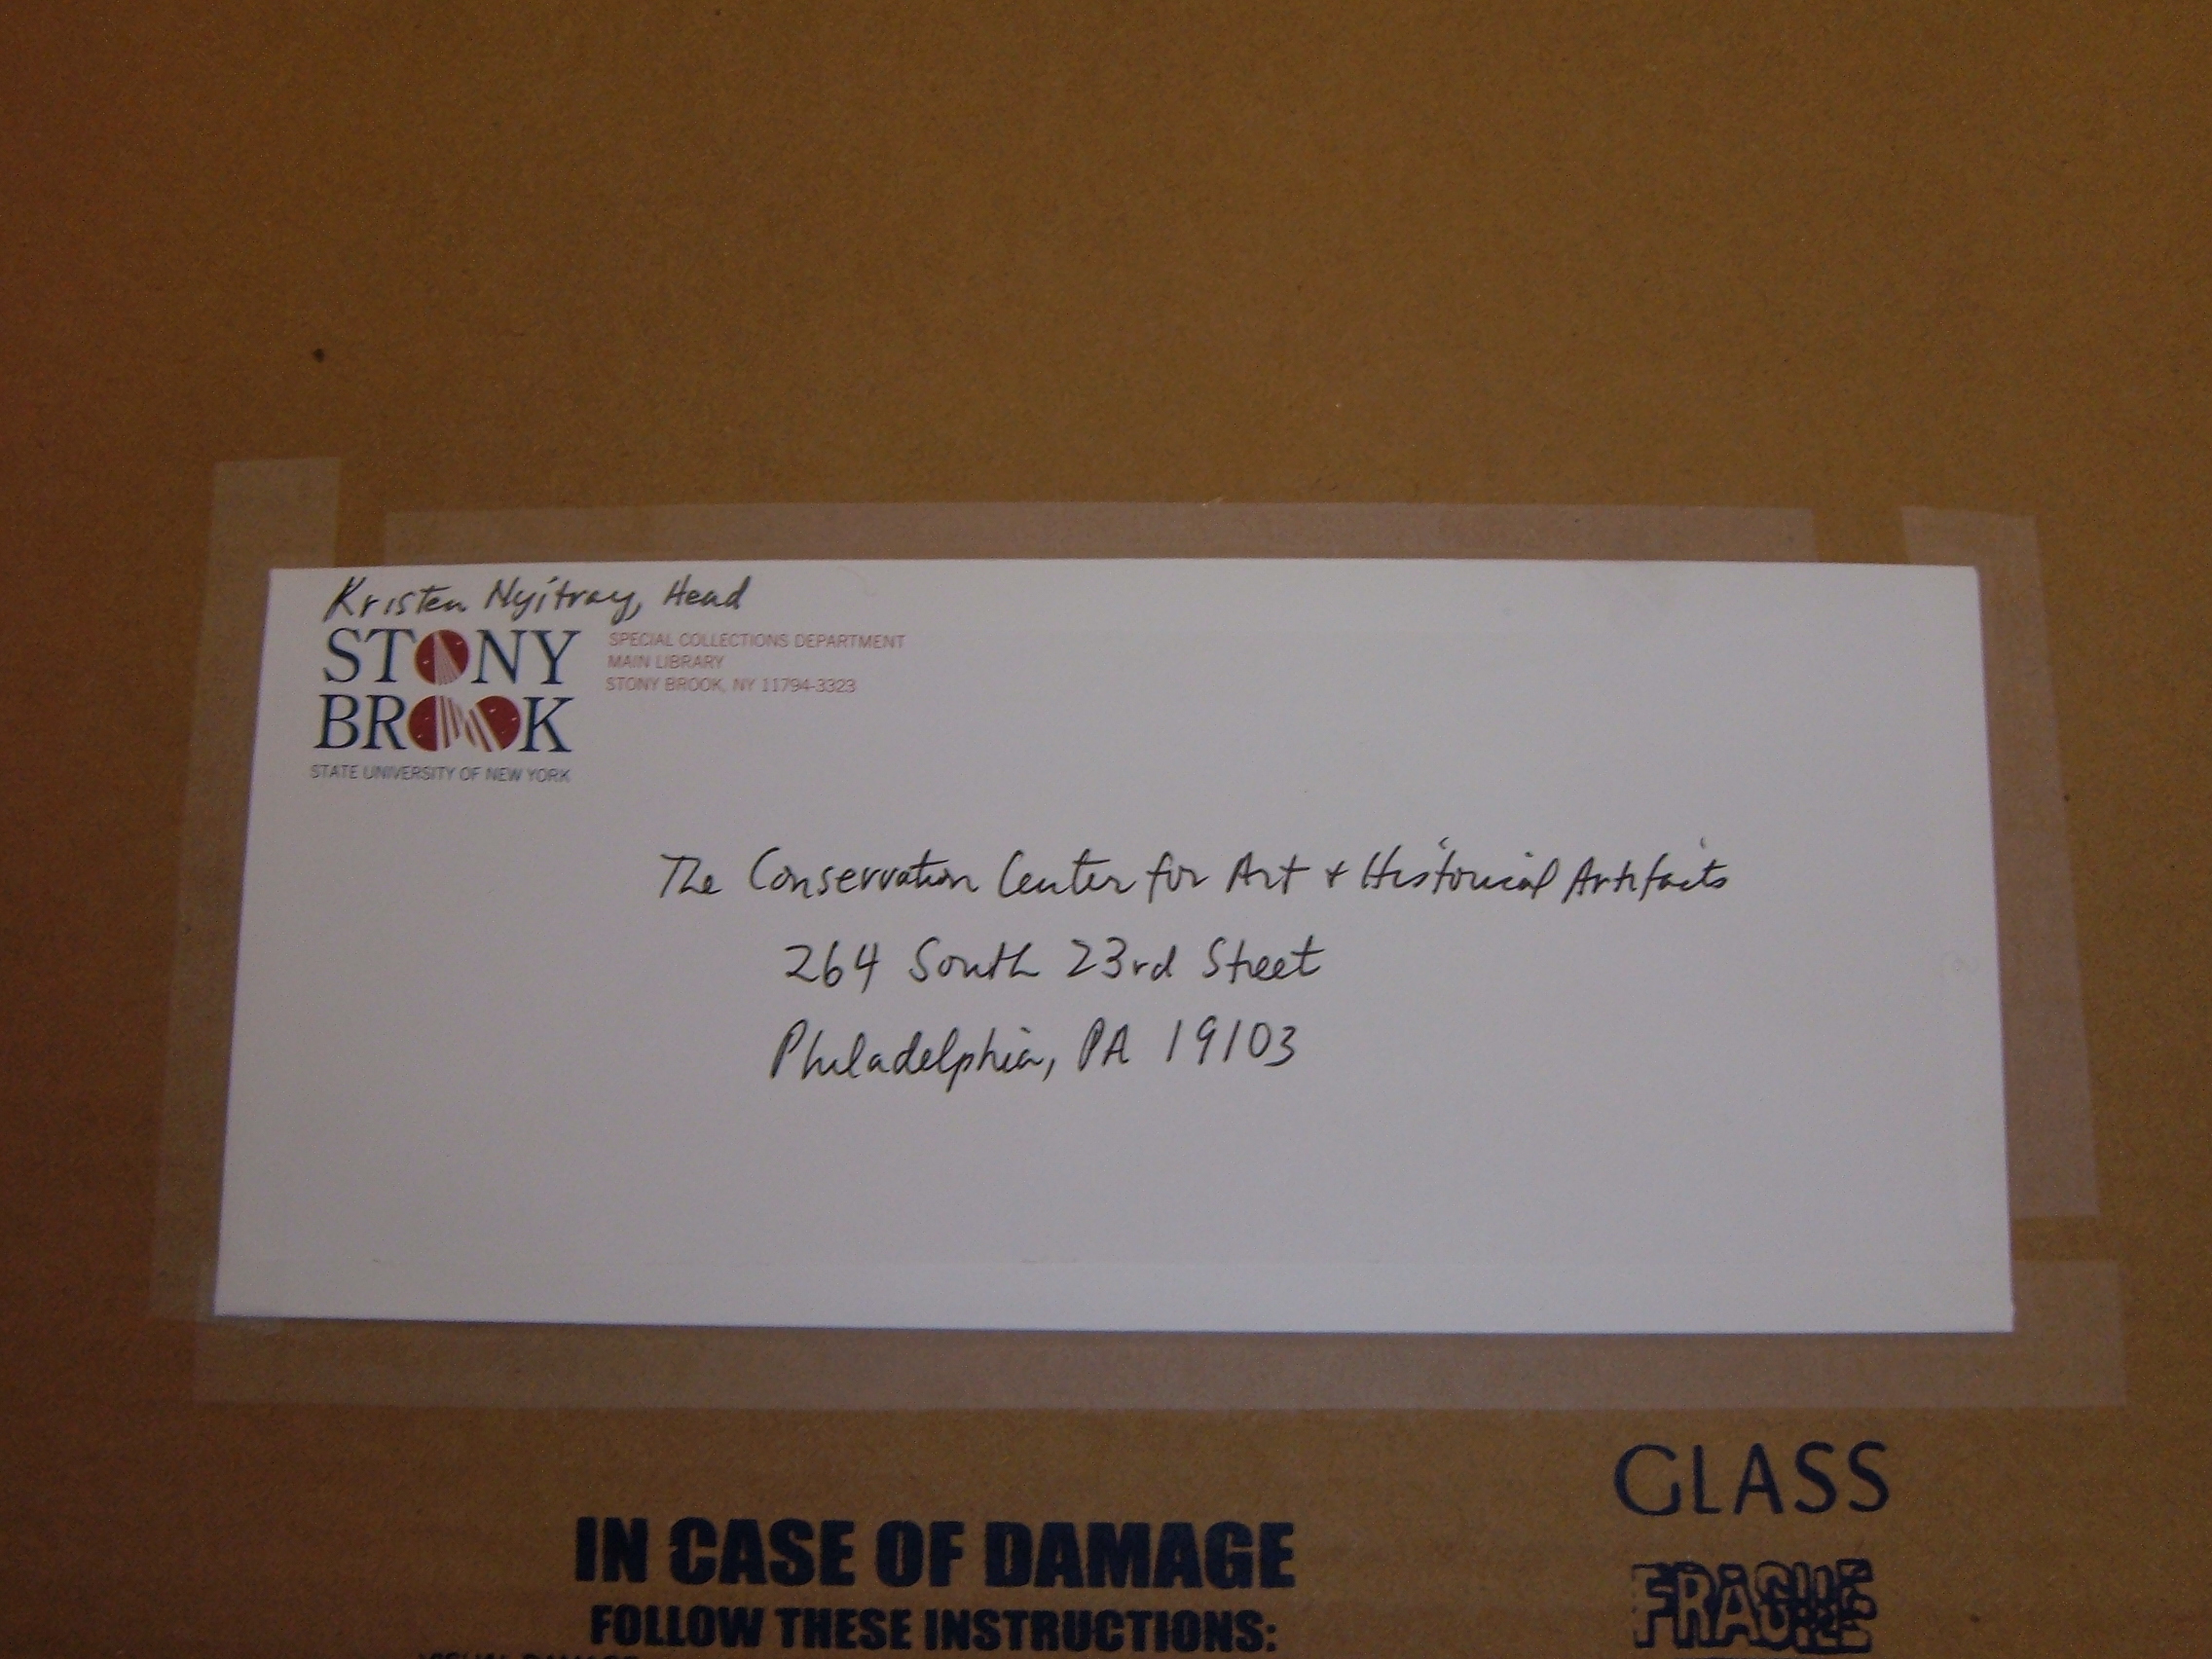 Kristen Nyitray, Head
STONY
BROOK
STATE UNIVERSITY OF NEW YORK
SPECIAL COLLECTIONS DEPARTMENT
MAIN LIBRARY
STONY BROOK, NY 11794-3323
The Conservation Center for Art + Historical Artifacts
264 South 23rd Street
Philadelphia, PA 19103
GLASS
FRAGILE
IN CASE OF DAMAGE
FOLLOW THESE INSTRUCTIONS: